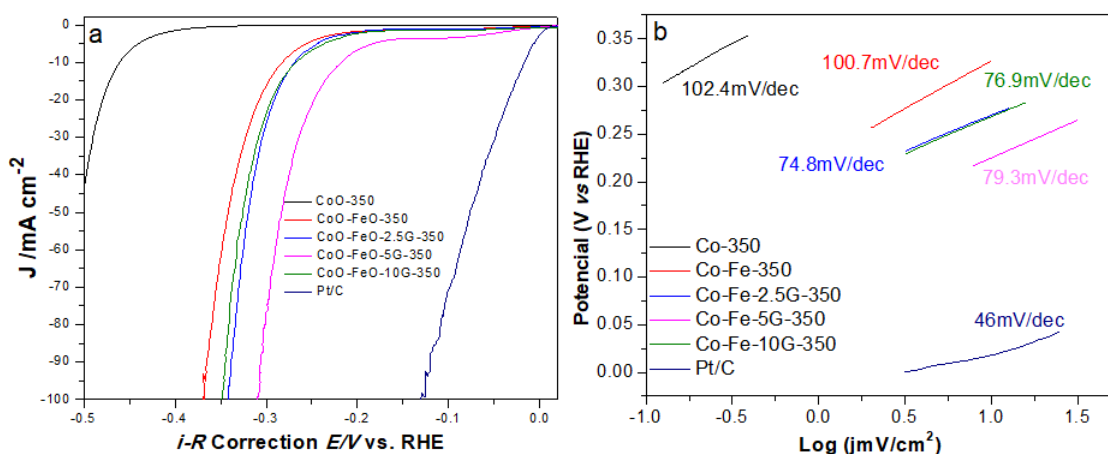 a
0
-10
-20
-30
-40
-50
-60
-70
-80
-90
-100
J /mA cm-2
CoO-350
CoO-FeO-350
CoO-FeO-2.5G-350
CoO-FeO-5G-350
CoO-FeO-10G-350
Pt/C
-0.5 -0.4 -0.3 -0.2 -0.1 0.0
i-R Correction E/V vs. RHE
b
0.35
0.30
0.25
0.20
0.15
0.10
0.05
0.00
Potencial (V vs RHE)
102.4mV/dec
100.7mV/dec
76.9mV/dec
74.8mV/dec
79.3mV/dec
Co-350
Co-Fe-350
Co-Fe-2.5G-350
Co-Fe-5G-350
Co-Fe-10G-350
Pt/C
46mV/dec
-1.0 -0.5 0.0 0.5 1.0 1.5
Log (jmV/cm2)